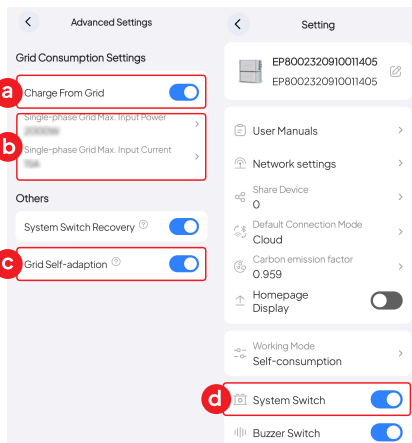 Advanced Settings
Grid Consumption Settings
a
Charge From Grid
Single-phase Grid Max. Input Power
b
Single-phase Grid Max. Input Current
Others
System Switch Recovery ?
c
Grid Self-adaption ?
Setting
EP8002320910011405
EP8002320910011405
User Manuals
Network settings
Share Device
0
Default Connection Mode
Cloud
Carbon emission factor
0.959
Homepage
Display
Working Mode
Self-consumption
d
System Switch
Buzzer Switch